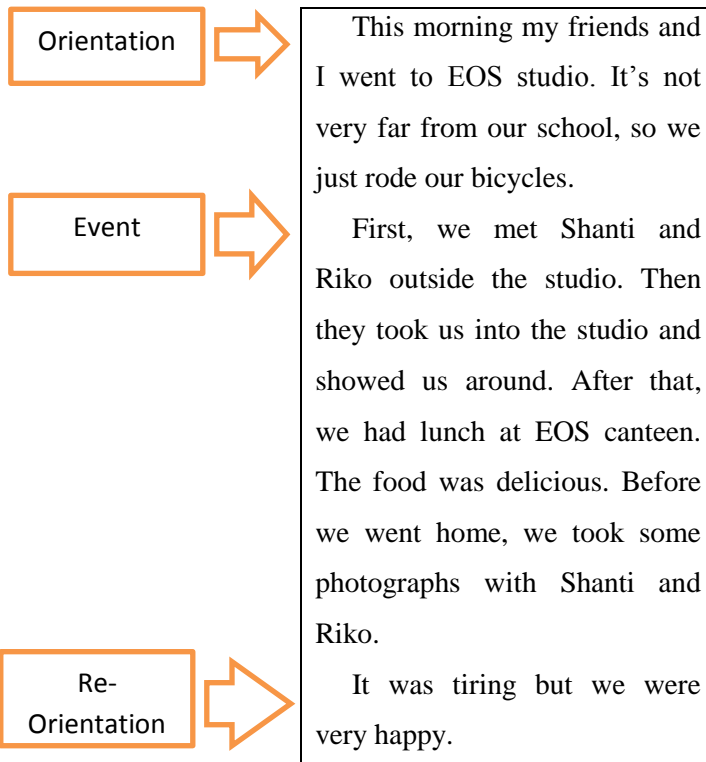 Orientation
This morning my friends and
I went to EOS studio. It’s not
very far from our school, so we
just rode our bicycles.
Event
First, we met Shanti and
Riko outside the studio. Then
they took us into the studio and
showed us around. After that,
we had lunch at EOS canteen.
The food was delicious. Before
we went home, we took some
photographs with Shanti and
Riko.
Re-
Orientation
It was tiring but we were
very happy.